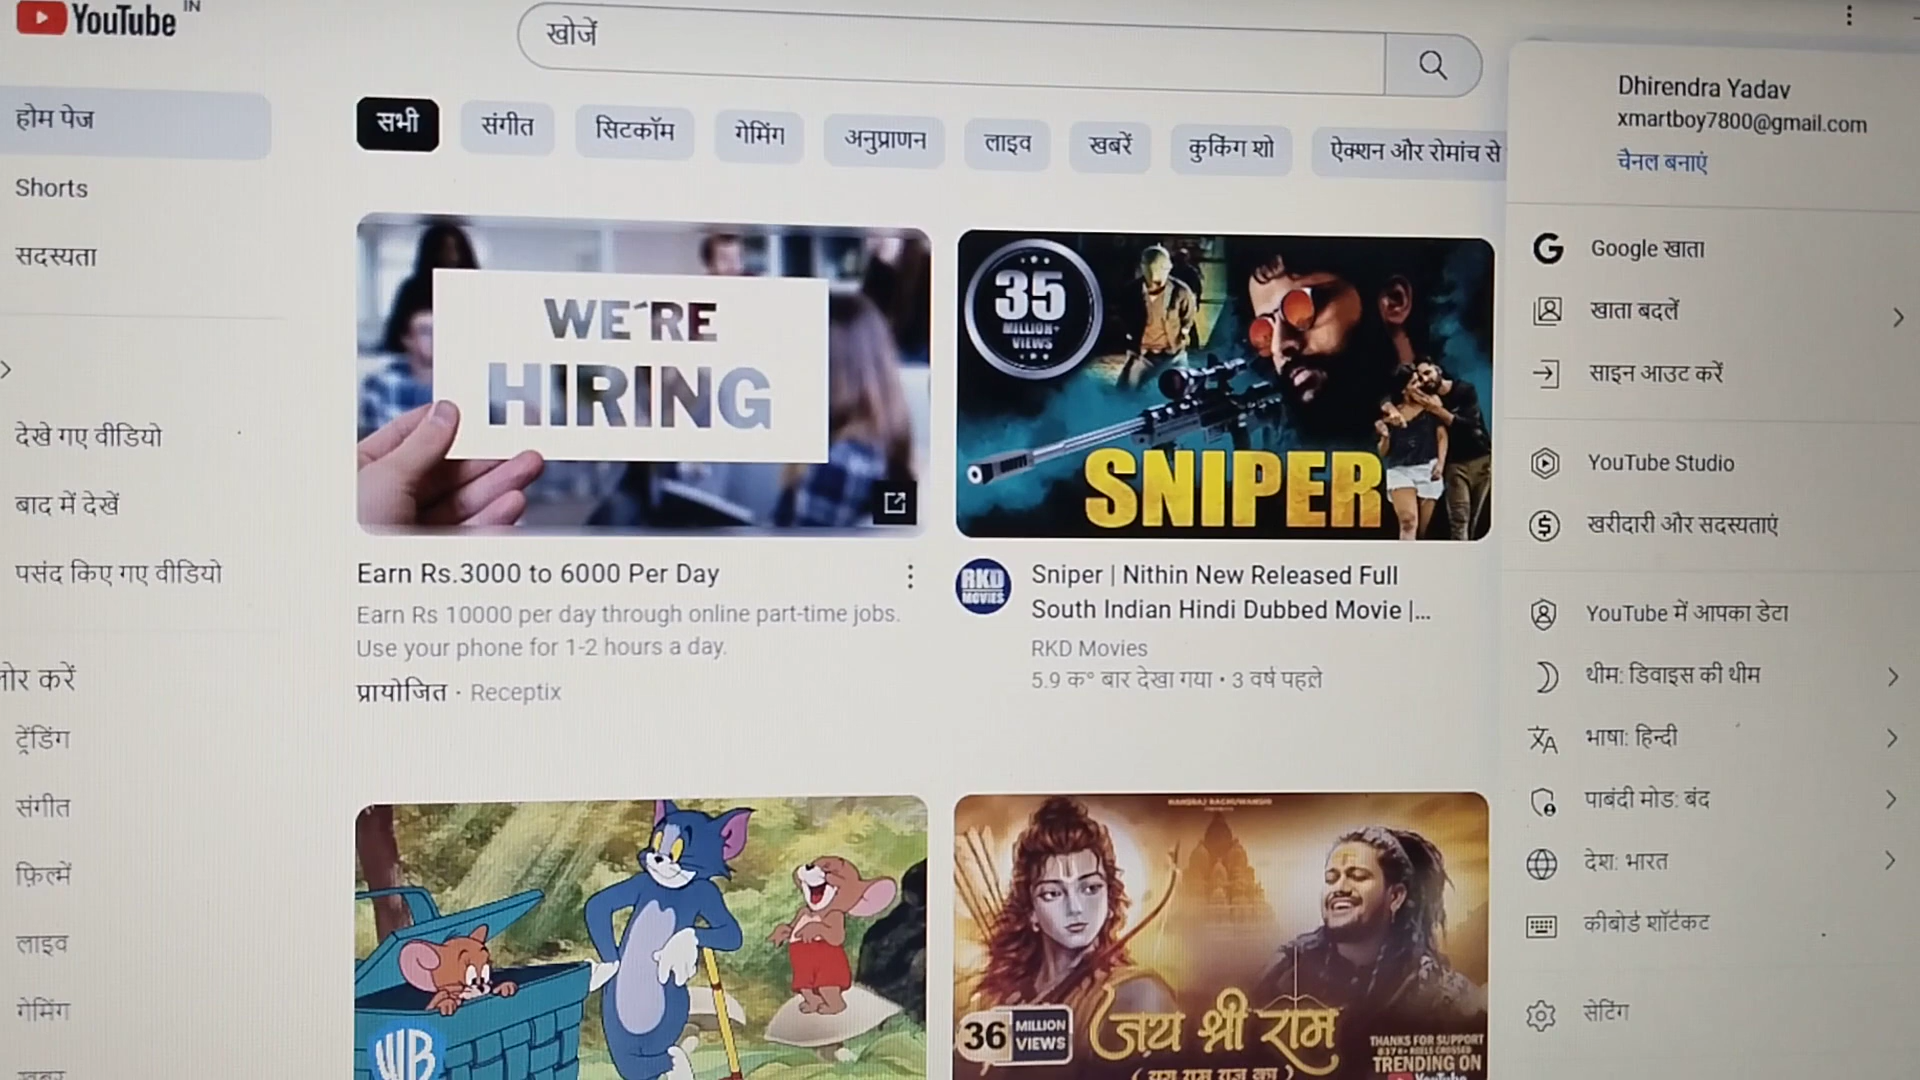 YouTube IN
खोजें
होम पेज
Shorts
सदस्यता
देखे गए वीडियो
बाद में देखें
पसंद किए गए वीडियो
करें
ट्रेंडिंग
संगीत
फ़िल्में
लाइव
गेमिंग
सभी
संगीत
सिटकॉम
गेमिंग
अनुप्राणन
लाइव
खबरें
कुकिंग शो
ऐक्शन और रोमांच से
WE'RE
HIRING
Earn Rs.3000 to 6000 Per Day
Earn Rs 10000 per day through online part-time jobs.
Use your phone for 1-2 hours a day.
प्रायोजित · Receptix
35
MILLION+
VIEWS
SNIPER
RKD
MOVIES
Sniper | Nithin New Released Full
South Indian Hindi Dubbed Movie |...
RKD Movies
5.9 क॰ बार देखा गया • 3 वर्ष पहले
WB
36 MILLION
VIEWS
जय श्री राम
THANKS FOR SUPPORT
TRENDING ON
YouTube
Dhirendra Yadav
xmartboy7800@gmail.com
चैनल बनाएं
Google खाता
खाता बदलें
साइन आउट करें
YouTube Studio
खरीदारी और सदस्यताएं
YouTube में आपका डेटा
थीम: डिवाइस की थीम
भाषा: हिन्दी
पाबंदी मोड: बंद
देश: भारत
कीबोर्ड शॉर्टकट
सेटिंग